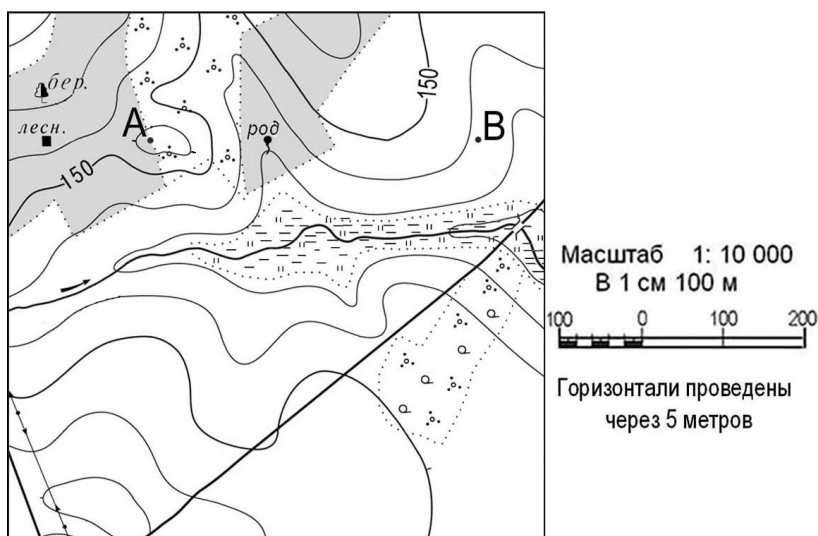 бер.
лесн.
А
род
В
150
150
Масштаб 1: 10 000
В 1 см 100 м
100 0 100 200
Горизонтали проведены
через 5 метров